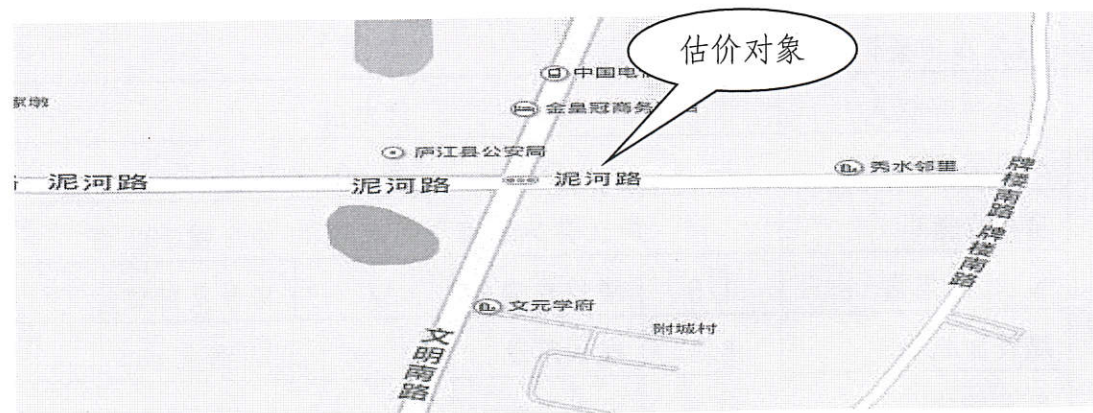 估价对象
中国电信
家墩
金皇冠商务
庐江县公安局
泥河路
泥河路
泥河路
秀水邻里
牌楼南路
牌楼南路
文元学府
附城村
文明南路